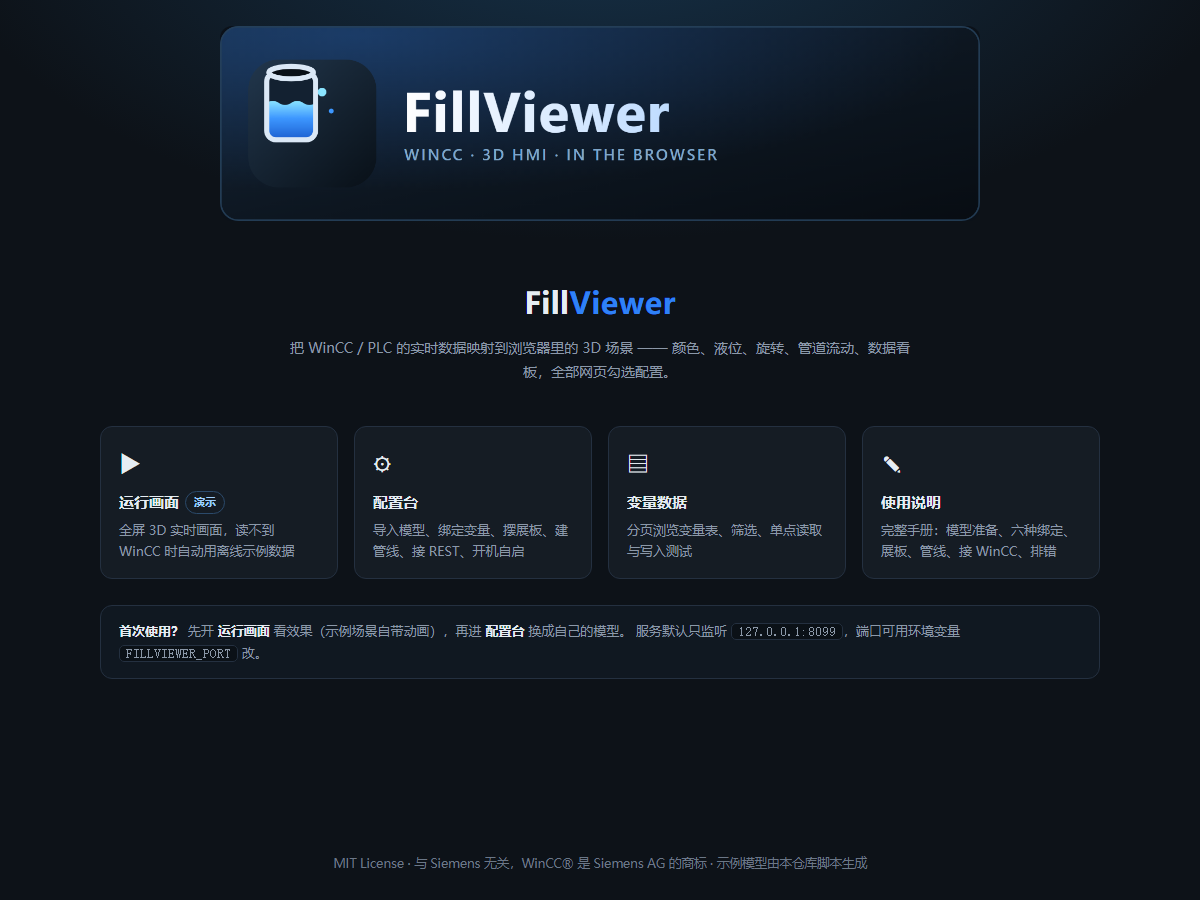 FillViewer
WINCC · 3D HMI · IN THE BROWSER
FillViewer
把 WinCC / PLC 的实时数据映射到浏览器里的 3D 场景 —— 颜色、液位、旋转、管道流动、数据看
板，全部网页勾选配置。
运行画面 演示
全屏 3D 实时画面，读不到
WinCC 时自动用离线示例数据
配置台
导入模型、绑定变量、摆展板、建
管线、接 REST、开机自启
变量数据
分页浏览变量表、筛选、单点读取
与写入测试
使用说明
完整手册：模型准备、六种绑定、
展板、管线、接 WinCC、排错
首次使用？ 先开 运行画面 看效果（示例场景自带动画），再进 配置台 换成自己的模型。 服务默认只监听 127.0.0.1:8099，端口可用环境变量
FILLVIEWER_PORT 改。
MIT License · 与 Siemens 无关，WinCC® 是 Siemens AG 的商标 · 示例模型由本仓库脚本生成